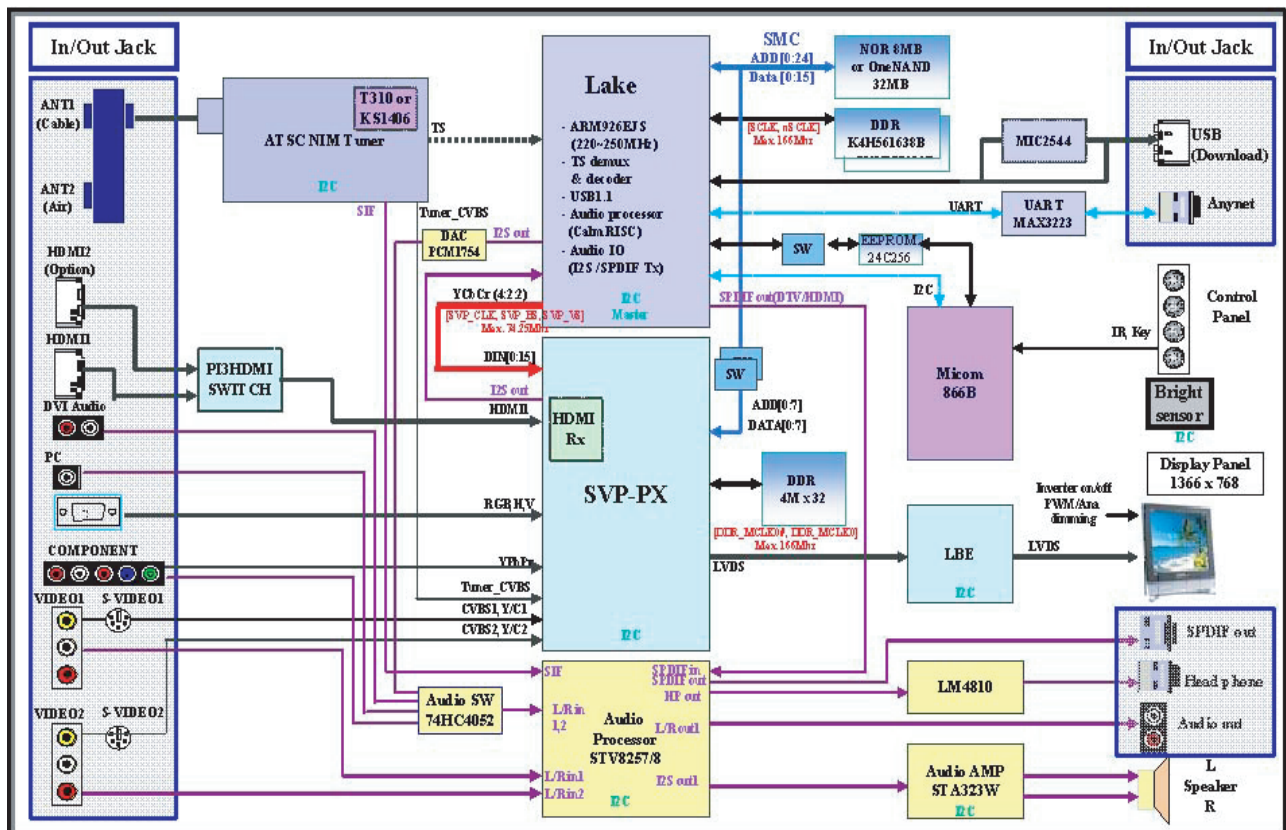 In/Out Jack
ANT1
(Cable)
ANT2
(Air)
HDMI2
(Option)
HDMI1
DVI Audio
PC
COMPONENT
VIDEO1
S-VIDEO1
VIDEO2
S-VIDEO2
T310 or
KS1406
ATSC NIM Tuner
I2C
TS
SIF
Tuner_CVBS
DAC
PCM1754
I2S out
YCbCr (4:2:2)
[SVP_CLK, SVP_HS, SVP_VS]
Max. 74.25Mhz
DIN[0:15]
I2S out
HDMI1
PI3HDMI
SWITCH
RGB,H,V
YPbPr
Tuner_CVBS
CVBS1, Y/C1
CVBS2, Y/C2
Lake
- ARM926EJS
(220~250MHz)
- TS demux
& decoder
- USB1.1
- Audio processor
(CalmRISC)
- Audio IO
(I2S /SPDIF Tx)
I2C
Master
HDMI
Rx
SVP-PX
I2C
SIF
SPDIF in
SPDIF out
HP out
L/Rin
1,2
Audio
Processor
STV8257/8
L/Rout1
L/Rin1
L/Rin2
I2S out1
I2C
Audio SW
74HC4052
SMC
ADD[0:24]
Data [0:15]
NOR 8MB
or OneNAND
32MB
[SCLK, nSCLK]
Max 166Mhz
DDR
K4H561638B
MIC2544
UART
UART
MAX3223
SW
EEPROM
24C256
I2C
SPDIF out(DTV/HDMI)
SW
ADD[0:7]
DATA[0:7]
Micom
866B
IR, Key
DDR
4M x 32
[DDR_MCLK0#, DDR_MCLK0]
Max 166Mhz
LVDS
LBE
I2C
LVDS
Inverter on/off
PWM/Ana
dimming
LM4810
Audio AMP
STA323W
I2C
In/Out Jack
USB
(Download)
Anynet
Control
Panel
Bright
sensor
I2C
Display Panel
1366 x 768
SPDIF out
Head phone
Audio out
L
Speaker
R